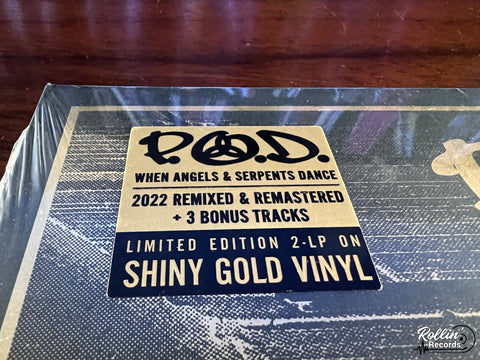 P.O.D.
WHEN ANGELS & SERPENTS DANCE
2022 REMIXED & REMASTERED
+ 3 BONUS TRACKS
LIMITED EDITION 2-LP ON
SHINY GOLD VINYL
Rollin'
Records